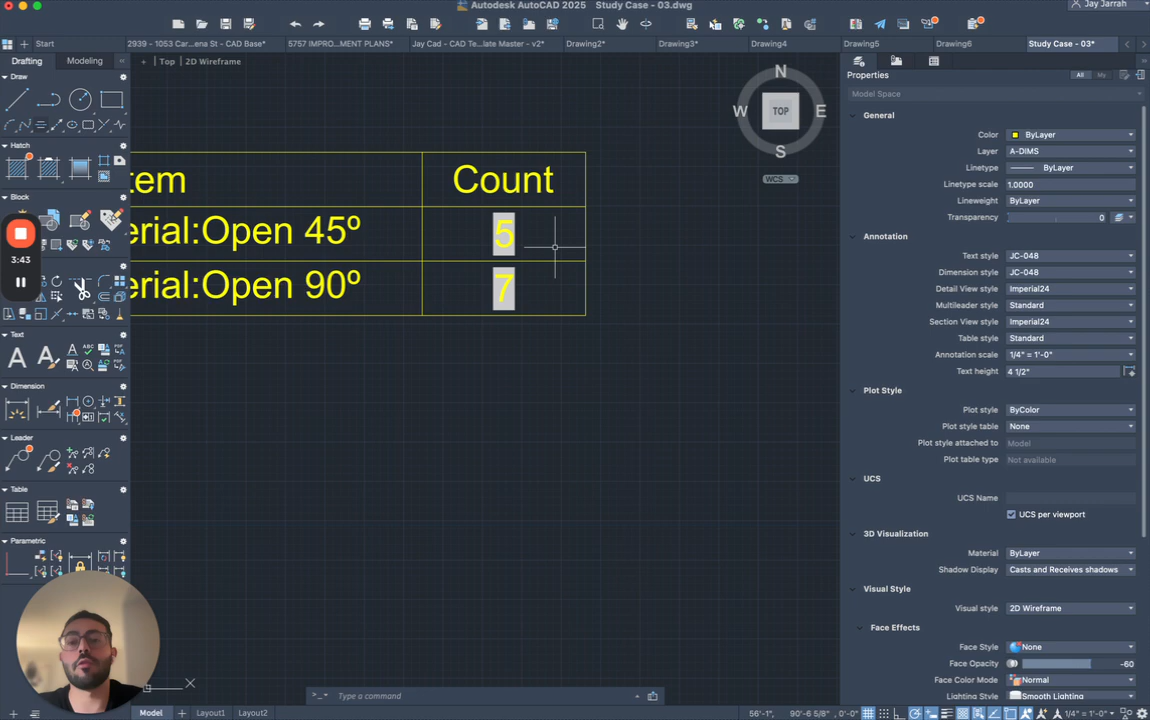 Autodesk AutoCAD 2025 Study Case - 03.dwg
Jay Jarrah
Start
2939 - 1053 Car...ena St - CAD Base*
5757 IMPRO...MENT PLANS*
Jay Cad - CAD Te...late Master - v2*
Drawing2*
Drawing3*
Drawing4
Drawing5
Drawing6
Study Case - 03*
Drafting
Modeling
+ Top 2D Wireframe
Draw
Hatch
Block
3:43
Text
Dimension
Leader
Table
Parametric
N
W
TOP
E
S
WCS
tem
Count
erial:Open 45º
5
erial:Open 90º
7
Properties
All
My
Model Space
General
Color
ByLayer
Layer
A-DIMS
Linetype
ByLayer
Linetype scale
1.0000
Lineweight
ByLayer
Transparency
0
Annotation
Text style
JC-048
Dimension style
JC-048
Detail View style
Imperial24
Multileader style
Standard
Section View style
Imperial24
Table style
Standard
Annotation scale
1/4" = 1'-0"
Text height
4 1/2"
Plot Style
Plot style
ByColor
Plot style table
None
Plot style attached to
Model
Plot table type
Not available
UCS
UCS Name
UCS per viewport
3D Visualization
Material
ByLayer
Shadow Display
Casts and Receives shadows
Visual Style
Visual style
2D Wireframe
Face Effects
Face Style
None
Face Opacity
-60
Face Color Mode
Normal
Lighting Style
Smooth Lighting
X
>_ Type a command
Model
Layout1
Layout2
56'-1", 90'-6 5/8", 0'-0"
1/4" = 1'-0"